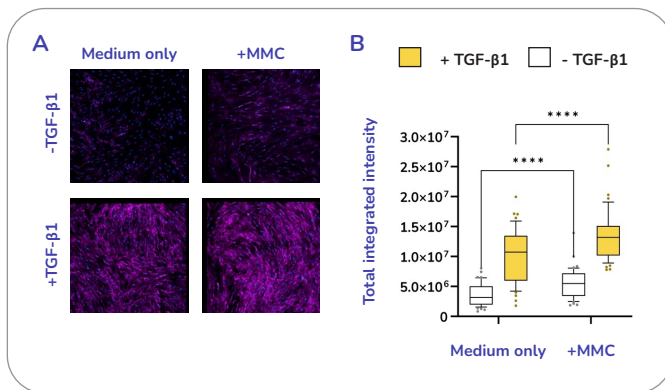 A
Medium only
+MMC
-TGF-β1
+TGF-β1
B
+ TGF-β1
- TGF-β1
Total integrated intensity
3.0×10⁷
2.5×10⁷
2.0×10⁷
1.5×10⁷
1.0×10⁷
5.0×10⁶
0
****
****
Medium only
+MMC